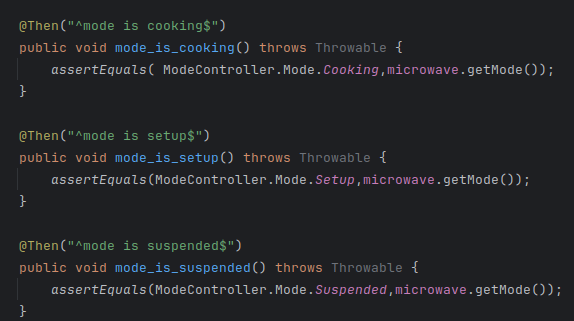 @Then("^mode is cooking$")
public void mode_is_cooking() throws Throwable {
    assertEquals( ModeController.Mode.Cooking,microwave.getMode());
}
@Then("^mode is setup$")
public void mode_is_setup() throws Throwable {
    assertEquals(ModeController.Mode.Setup,microwave.getMode());
}
@Then("^mode is suspended$")
public void mode_is_suspended() throws Throwable {
    assertEquals(ModeController.Mode.Suspended,microwave.getMode());
}